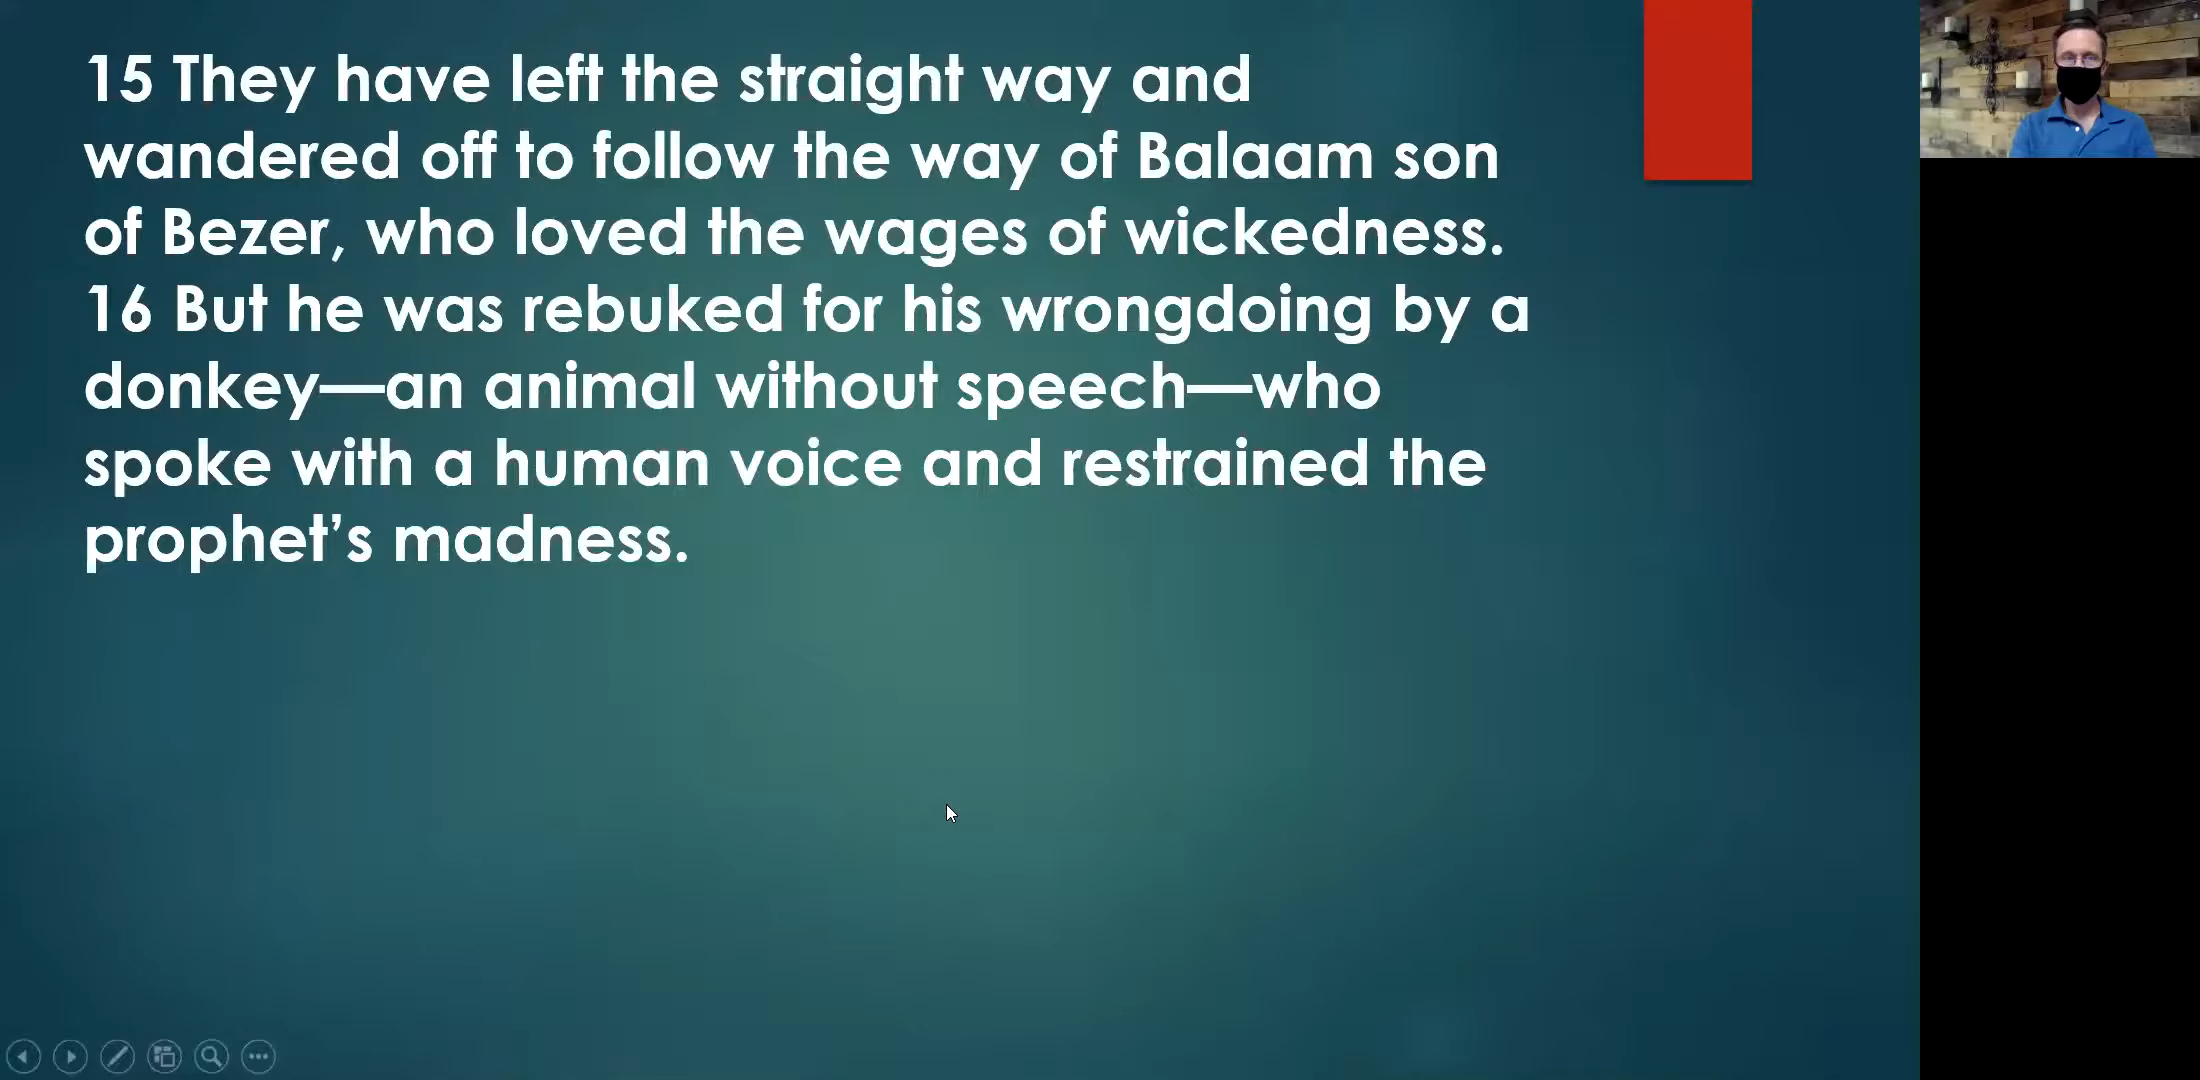 15 They have left the straight way and
wandered off to follow the way of Balaam son
of Bezer, who loved the wages of wickedness.
16 But he was rebuked for his wrongdoing by a
donkey—an animal without speech—who
spoke with a human voice and restrained the
prophet’s madness.